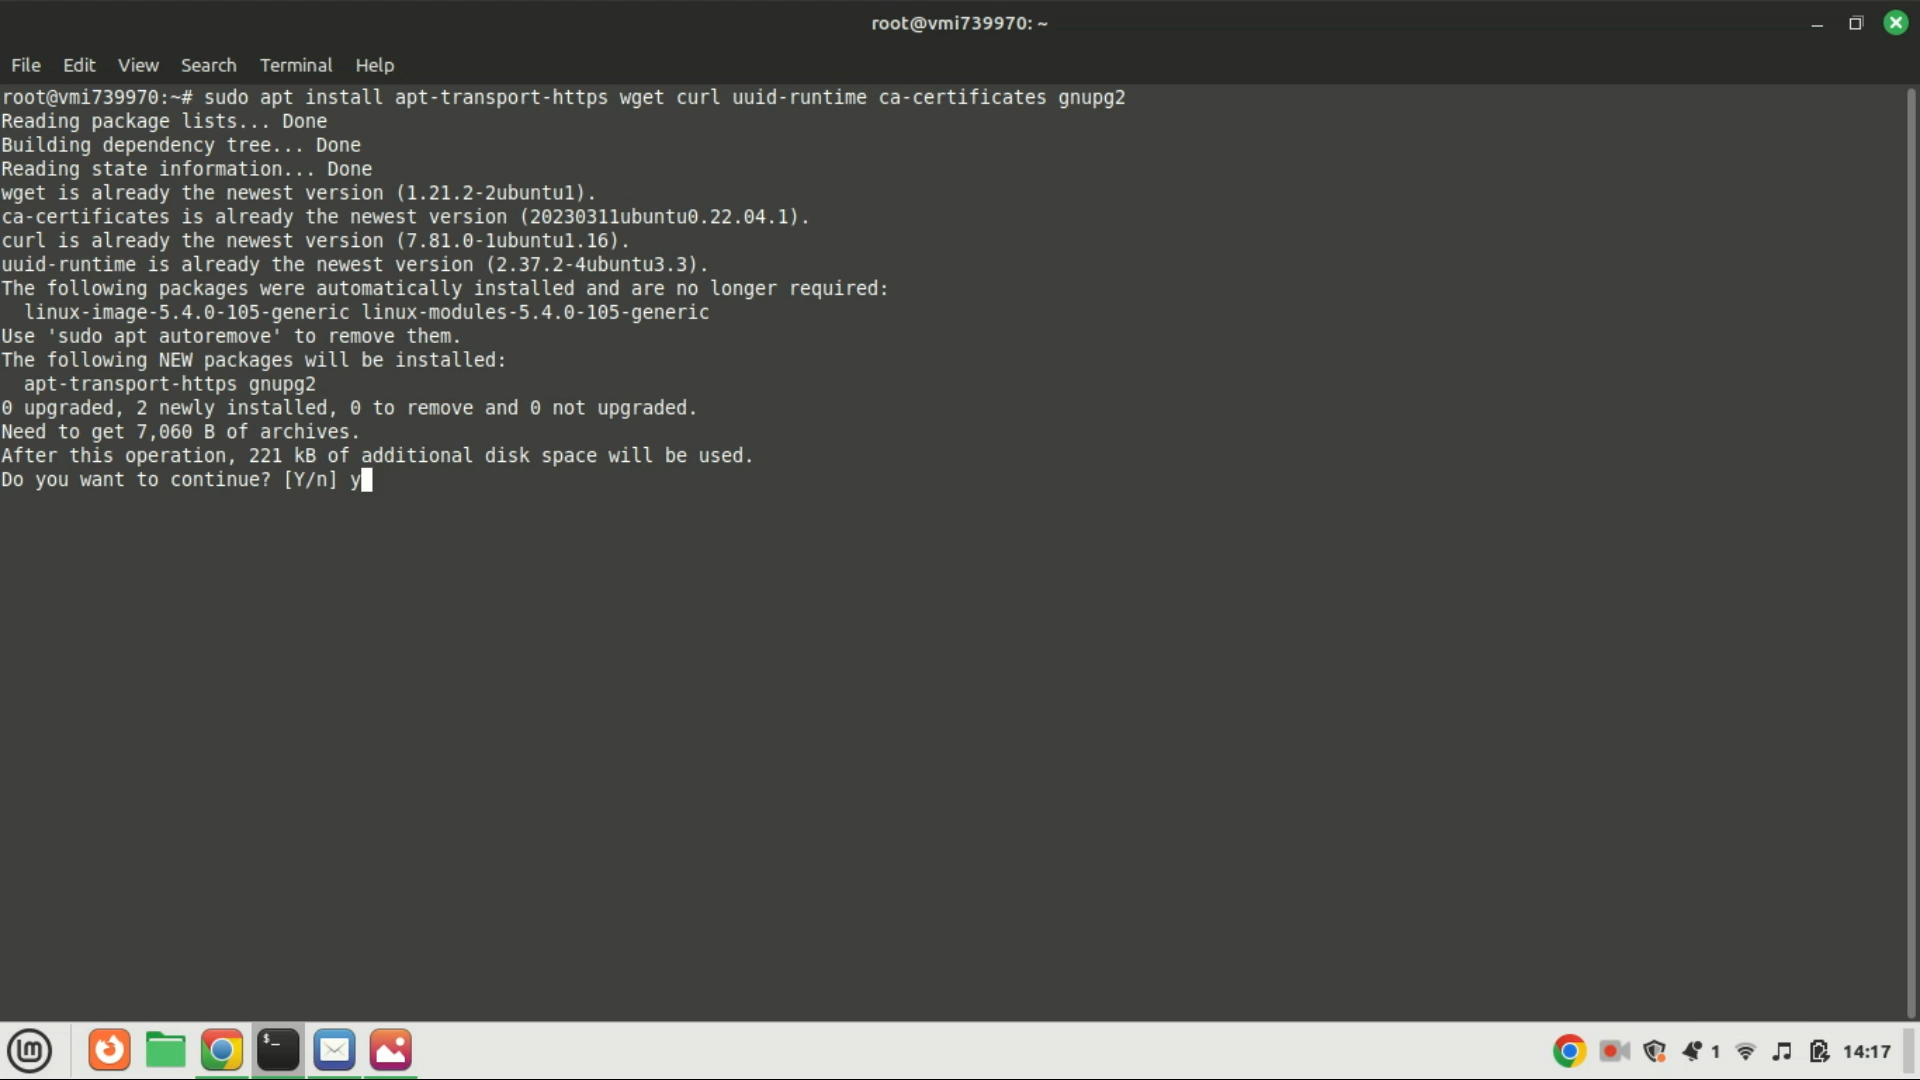 root@vmi739970: ~
File Edit View Search Terminal Help
root@vmi739970:~# sudo apt install apt-transport-https wget curl uuid-runtime ca-certificates gnupg2
Reading package lists... Done
Building dependency tree... Done
Reading state information... Done
wget is already the newest version (1.21.2-2ubuntu1).
ca-certificates is already the newest version (20230311ubuntu0.22.04.1).
curl is already the newest version (7.81.0-1ubuntu1.16).
uuid-runtime is already the newest version (2.37.2-4ubuntu3.3).
The following packages were automatically installed and are no longer required:
  linux-image-5.4.0-105-generic linux-modules-5.4.0-105-generic
Use 'sudo apt autoremove' to remove them.
The following NEW packages will be installed:
  apt-transport-https gnupg2
0 upgraded, 2 newly installed, 0 to remove and 0 not upgraded.
Need to get 7,060 B of archives.
After this operation, 221 kB of additional disk space will be used.
Do you want to continue? [Y/n] y
$_
1 14:17